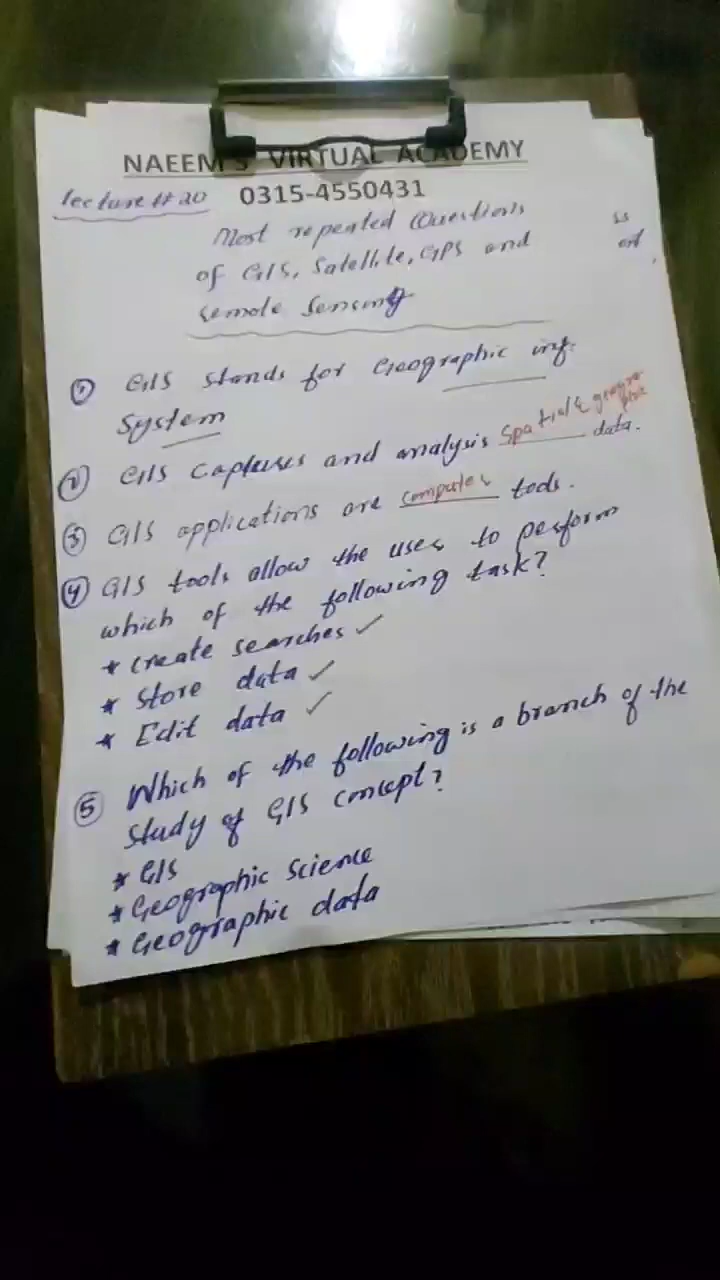 NAEEM'S VIRTUAL ACADEMY
lecture # 20 0315-4550431
Most repeated Questions
of GIS, Satellite, GPS and
remote Sensing
① GIS stands for Geographic inf.
System
② GIS Captures and analysis Spatial & geographic data.
③ GIS applications are computer tools.
④ GIS tools allow the user to perform
which of the following task?
* Create searches ✓
* Store data ✓
* Edit data ✓
⑤ Which of the following is a branch of the
Study of GIS concept?
* GIS
* Geographic Science
* Geographic data